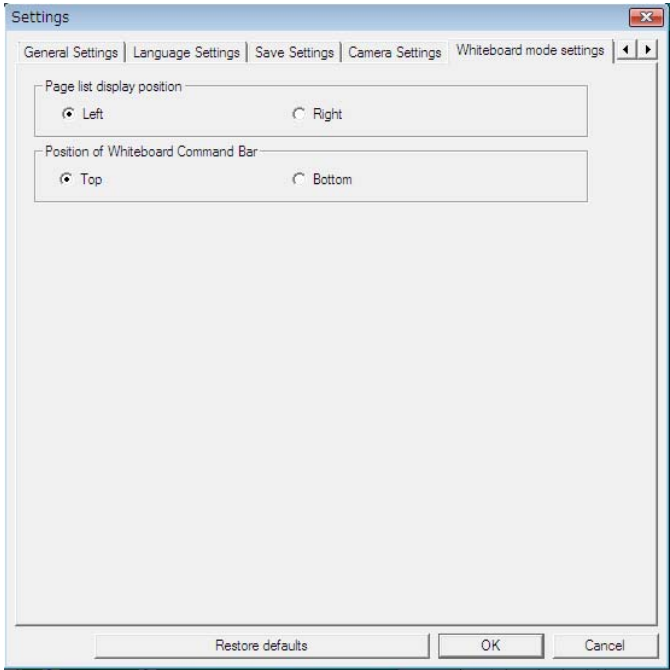 Settings
General Settings Language Settings Save Settings Camera Settings Whiteboard mode settings
Page list display position
Left Right
Position of Whiteboard Command Bar
Top Bottom
Restore defaults OK Cancel